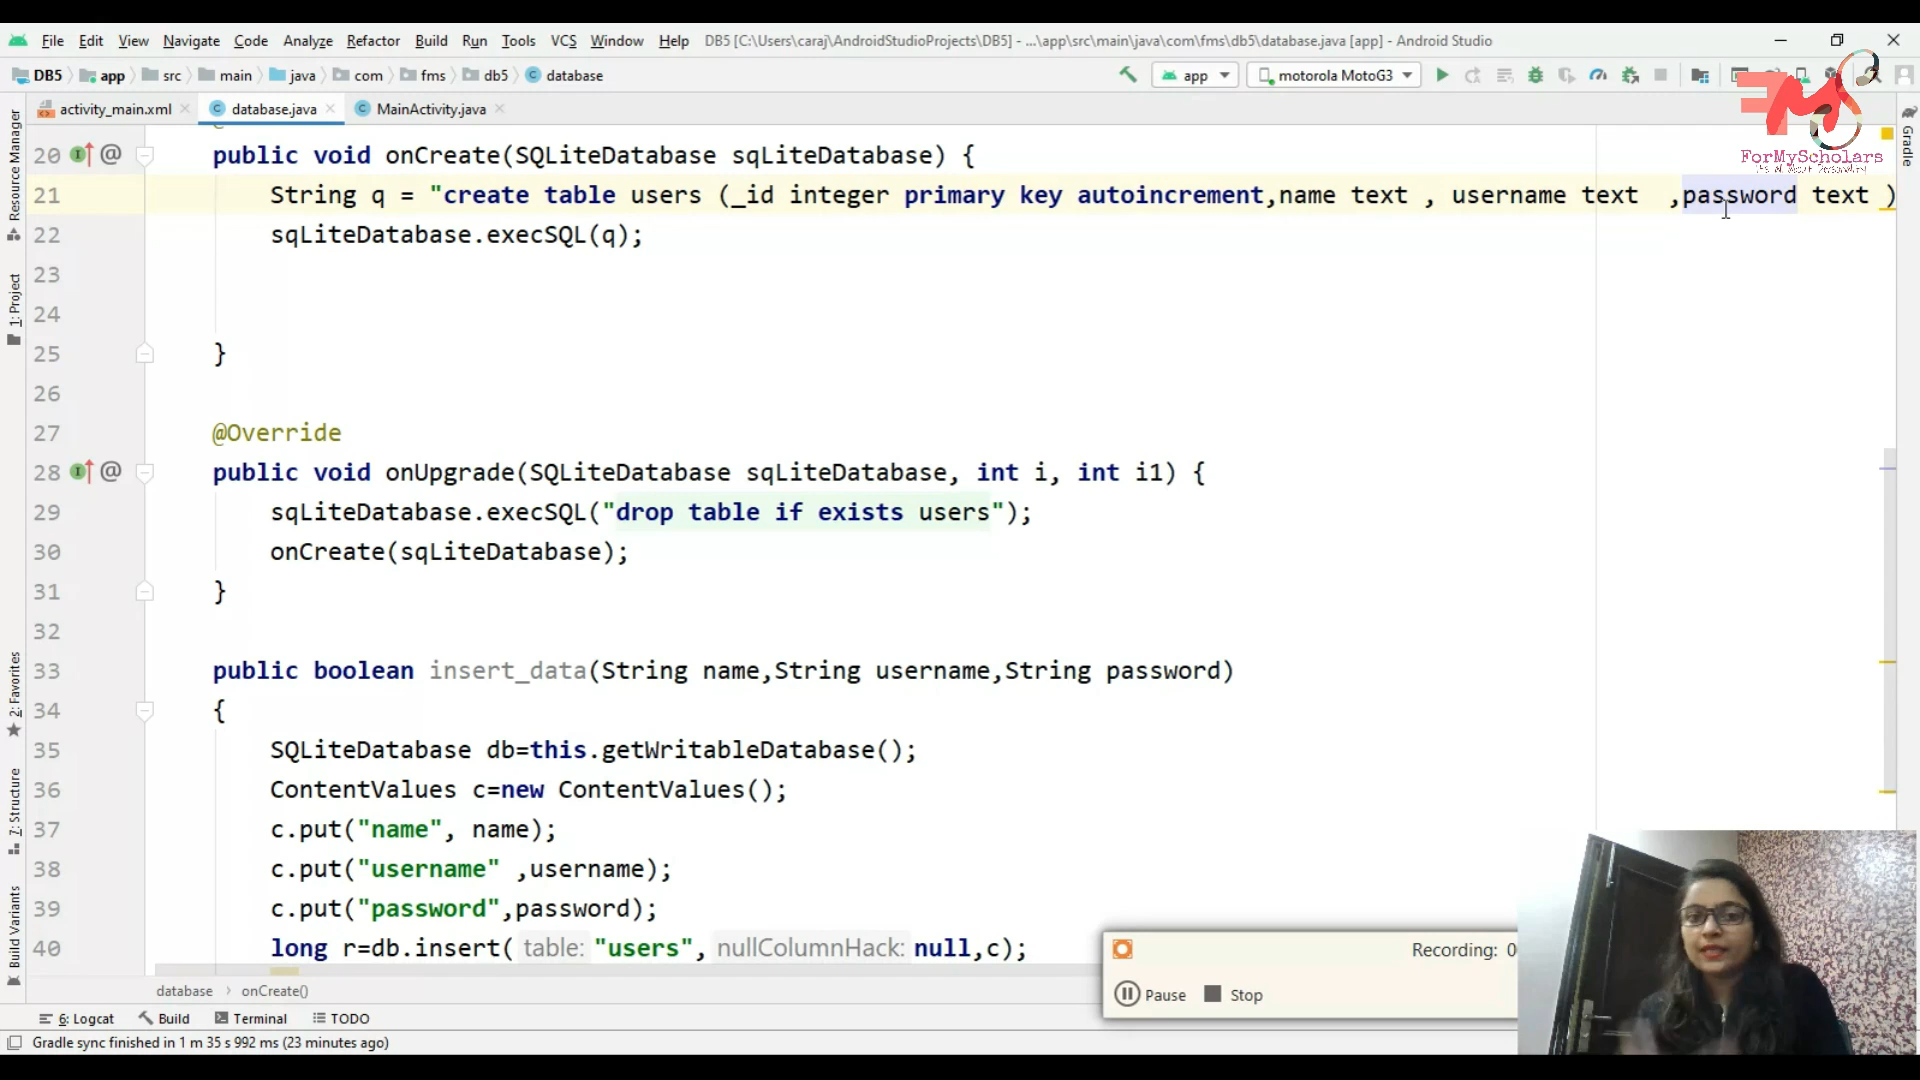 File Edit View Navigate Code Analyze Refactor Build Run Tools VCS Window Help DB5 [C:\Users\caraj\AndroidStudioProjects\DB5] - ...\app\src\main\java\com\fms\db5\database.java [app] - Android Studio
DB5 app src main java com fms db5 database app motorola MotoG3
activity_main.xml database.java MainActivity.java
ForMyScholars
Resource Manager
1: Project
2: Favorites
7: Structure
Build Variants
Gradle
20 public void onCreate(SQLiteDatabase sqLiteDatabase) {
21 String q = "create table users (_id integer primary key autoincrement,name text , username text  ,password text )
22 sqLiteDatabase.execSQL(q);
23
24
25 }
26
27 @Override
28 public void onUpgrade(SQLiteDatabase sqLiteDatabase, int i, int i1) {
29 sqLiteDatabase.execSQL("drop table if exists users");
30 onCreate(sqLiteDatabase);
31 }
32
33 public boolean insert_data(String name,String username,String password)
34 {
35 SQLiteDatabase db=this.getWritableDatabase();
36 ContentValues c=new ContentValues();
37 c.put("name", name);
38 c.put("username" ,username);
39 c.put("password",password);
40 long r=db.insert( table: "users", nullColumnHack: null,c);
Recording: 0
Pause Stop
database › onCreate()
6: Logcat Build Terminal TODO
Gradle sync finished in 1 m 35 s 992 ms (23 minutes ago)